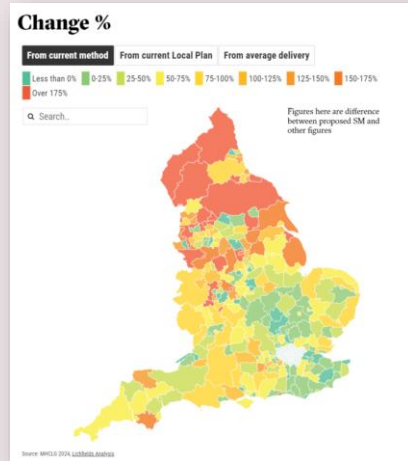 Change %
From current method From current Local Plan From average delivery
Less than 0% 0-25% 25-50% 50-75% 75-100% 100-125% 125-150% 150-175%
Over 175%
Search...
Figures here are difference
between proposed SM and
other figures
Source: MHCLG 2024, Lichfields Analysis